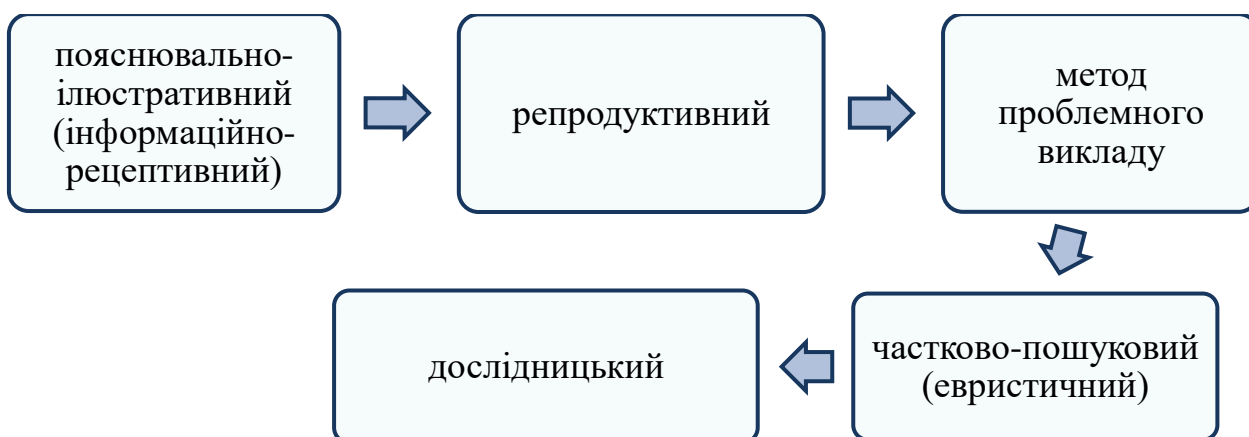 пояснювально-
ілюстративний
(інформаційно-
рецептивний)
репродуктивний
метод
проблемного
викладу
частково-пошуковий
(евристичний)
дослідницький